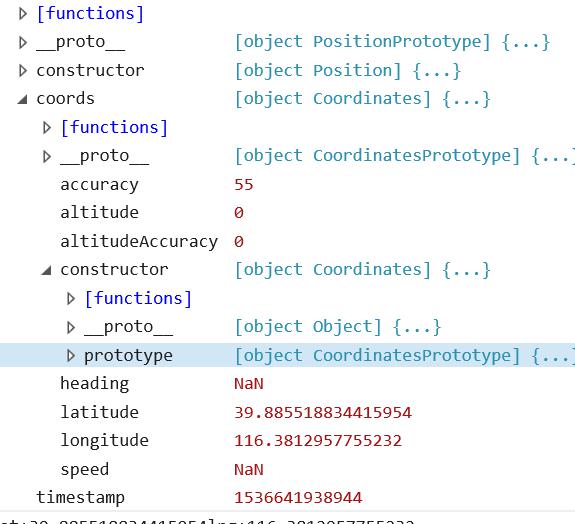 [functions]
__proto__ [object PositionPrototype] {...}
constructor [object Position] {...}
coords [object Coordinates] {...}
[functions]
__proto__ [object CoordinatesPrototype] {...}
accuracy 55
altitude 0
altitudeAccuracy 0
constructor [object Coordinates] {...}
[functions]
__proto__ [object Object] {...}
prototype [object CoordinatesPrototype] {...}
heading NaN
latitude 39.885518834415954
longitude 116.3812957755232
speed NaN
timestamp 1536641938944